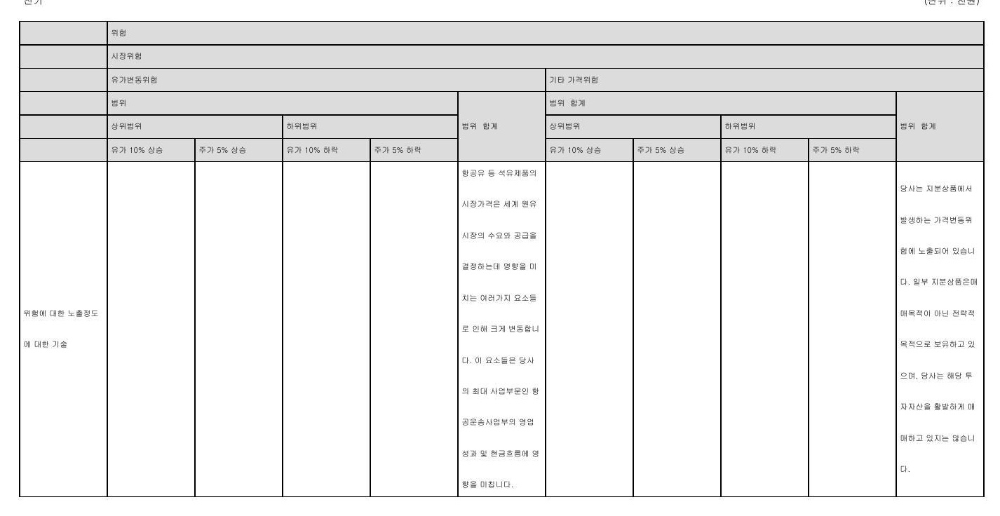 전기
(단위 : 천원)
위험
시장위험
유가변동위험
기타 가격위험
범위
범위 합계
범위 합계
범위 합계
상위범위
하위범위
상위범위
하위범위
유가 10% 상승
주가 5% 상승
유가 10% 하락
주가 5% 하락
유가 10% 상승
주가 5% 상승
유가 10% 하락
주가 5% 하락
위험에 대한 노출정도
에 대한 기술
항공유 등 석유제품의
시장가격은 세계 원유
시장의 수요와 공급을
결정하는데 영향을 미
치는 여러가지 요소들
로 인해 크게 변동합니
다. 이 요소들은 당사
의 최대 사업부문인 항
공운송사업부의 영업
성과 및 현금흐름에 영
향을 미칩니다.
당사는 지분상품에서
발생하는 가격변동위
험에 노출되어 있습니
다. 일부 지분상품은매
매목적이 아닌 전략적
목적으로 보유하고 있
으며, 당사는 해당 투
자자산을 활발하게 매
매하고 있지는 않습니
다.